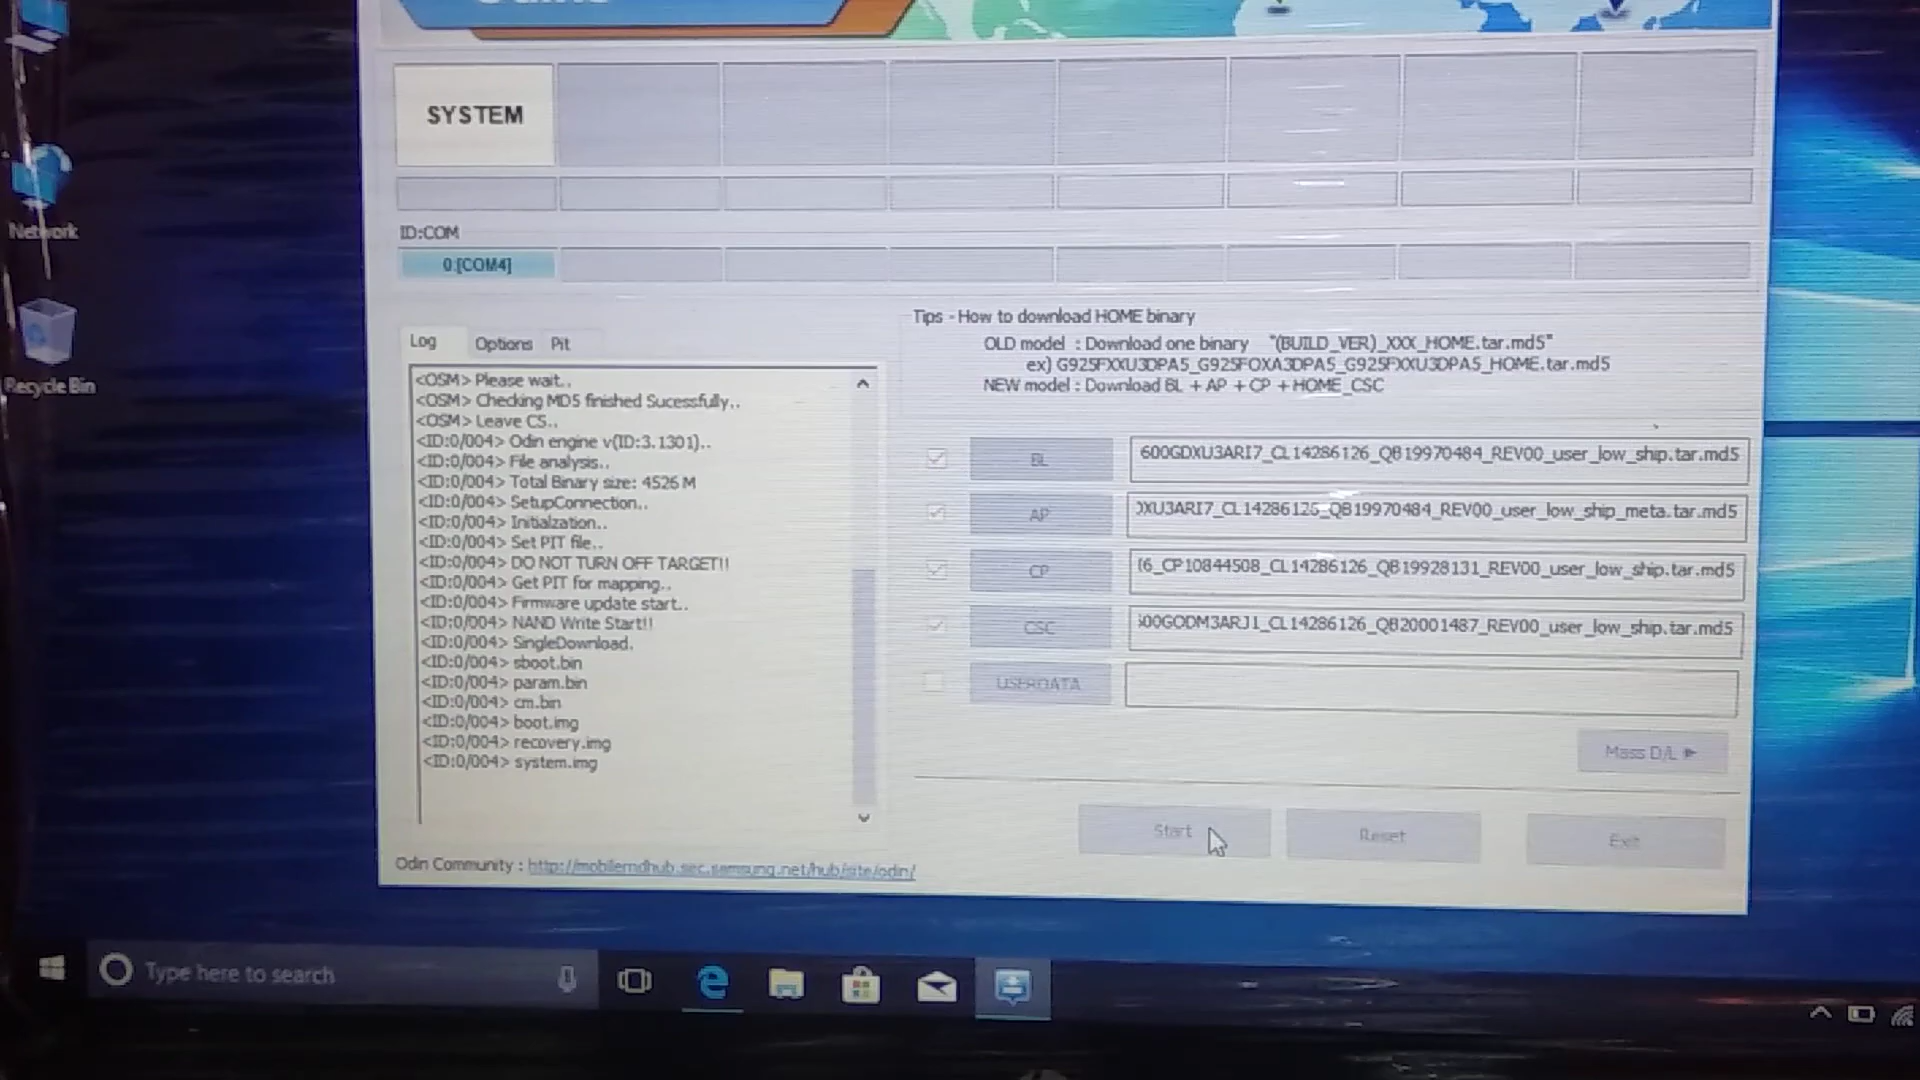 SYSTEM
ID:COM
0:[COM4]
Network
Recycle Bin
Log
Options
Pit
<OSM> Please wait..
<OSM> Checking MD5 finished Sucessfully..
<OSM> Leave CS..
<ID:0/004> Odin engine v(ID:3.1301)..
<ID:0/004> File analysis..
<ID:0/004> Total Binary size: 4526 M
<ID:0/004> SetupConnection..
<ID:0/004> Initialzation..
<ID:0/004> Set PIT file..
<ID:0/004> DO NOT TURN OFF TARGET!!
<ID:0/004> Get PIT for mapping..
<ID:0/004> Firmware update start..
<ID:0/004> NAND Write Start!!
<ID:0/004> SingleDownload.
<ID:0/004> sboot.bin
<ID:0/004> param.bin
<ID:0/004> cm.bin
<ID:0/004> boot.img
<ID:0/004> recovery.img
<ID:0/004> system.img
Tips - How to download HOME binary
OLD model : Download one binary "(BUILD_VER)_XXX_HOME.tar.md5"
ex) G925FXXU3DPA5_G925FOXA3DPA5_G925FXXU3DPA5_HOME.tar.md5
NEW model : Download BL + AP + CP + HOME_CSC
BL
600GDXU3ARI7_CL14286126_QB19970484_REV00_user_low_ship.tar.md5
AP
XU3ARI7_CL14286126_QB19970484_REV00_user_low_ship_meta.tar.md5
CP
6_CP10844508_CL14286126_QB19928131_REV00_user_low_ship.tar.md5
CSC
00GODM3ARJ1_CL14286126_QB20001487_REV00_user_low_ship.tar.md5
USERDATA
Mass D/L
Start
Reset
Exit
Odin Community : http://mobilerndhub.sec.samsung.net/hub/site/odin/
Type here to search